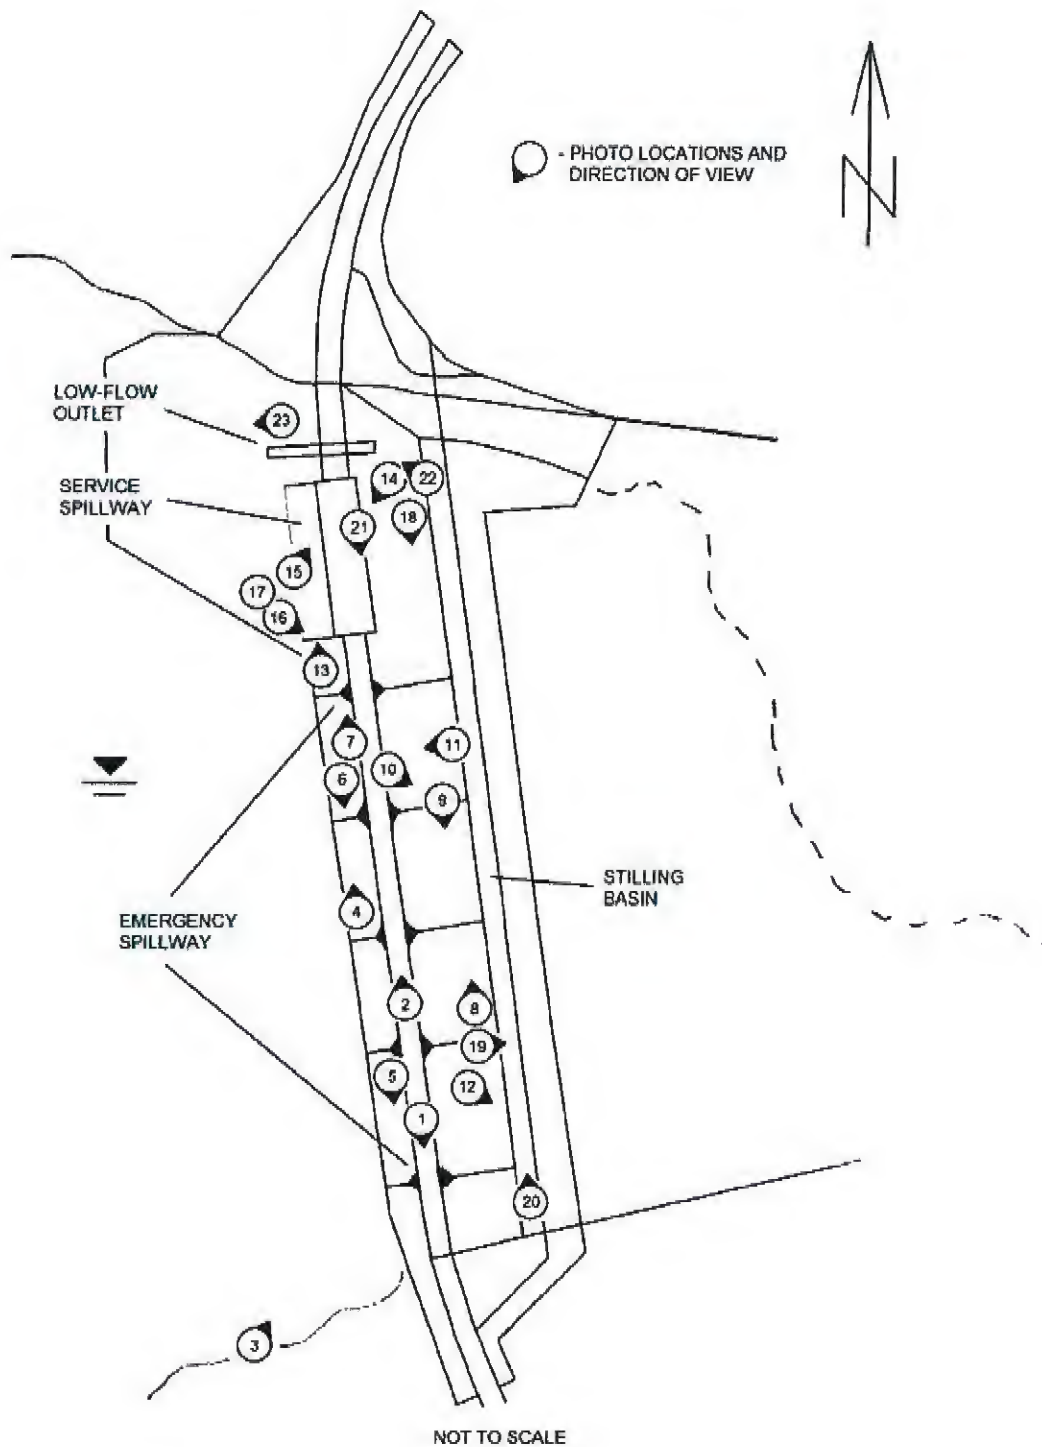 - PHOTO LOCATIONS AND
DIRECTION OF VIEW
N
LOW-FLOW
OUTLET
23
SERVICE
SPILLWAY
14
22
18
21
15
17
16
13
7
11
10
6
9
STILLING
BASIN
4
EMERGENCY
SPILLWAY
2
8
19
5
12
1
20
3
NOT TO SCALE